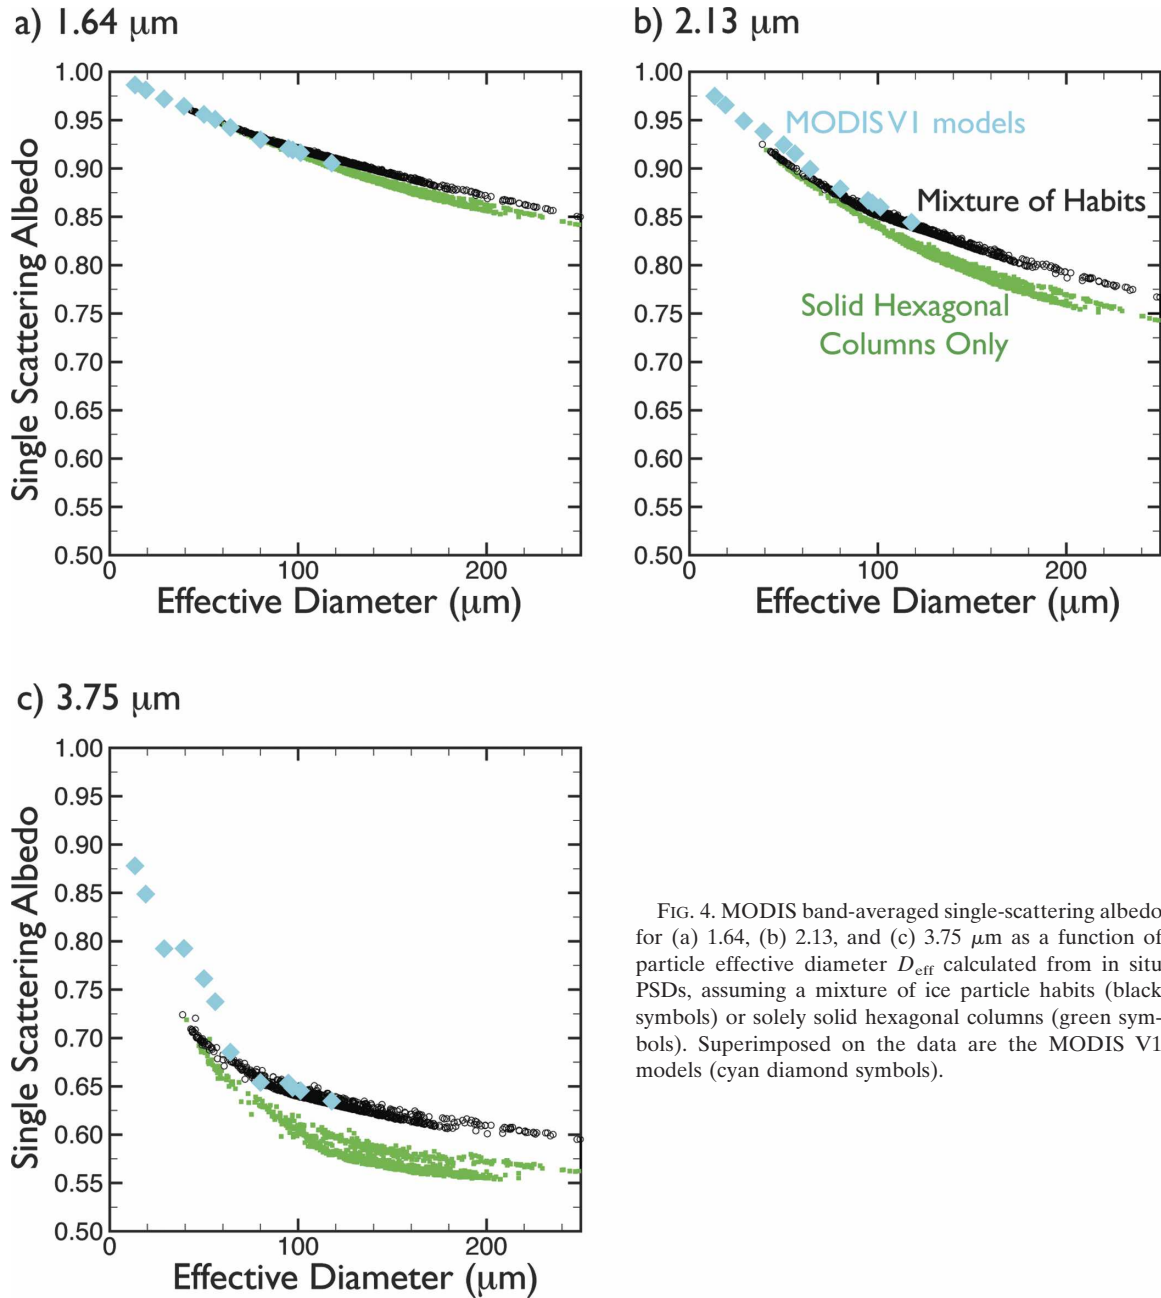 a) 1.64 μm
1.00
0.95
0.90
0.85
0.80
0.75
0.70
0.65
0.60
0.55
0.50
0
100
200
Single Scattering Albedo
Effective Diameter (μm)
b) 2.13 μm
1.00
0.95
0.90
0.85
0.80
0.75
0.70
0.65
0.60
0.55
0.50
0
100
200
MODIS V1 models
Mixture of Habits
Solid Hexagonal
Columns Only
Effective Diameter (μm)
c) 3.75 μm
1.00
0.95
0.90
0.85
0.80
0.75
0.70
0.65
0.60
0.55
0.50
0
100
200
Single Scattering Albedo
Effective Diameter (μm)
FIG. 4. MODIS band-averaged single-scattering albedo
for (a) 1.64, (b) 2.13, and (c) 3.75 μm as a function of
particle effective diameter Deff calculated from in situ
PSDs, assuming a mixture of ice particle habits (black
symbols) or solely solid hexagonal columns (green sym-
bols). Superimposed on the data are the MODIS V1
models (cyan diamond symbols).